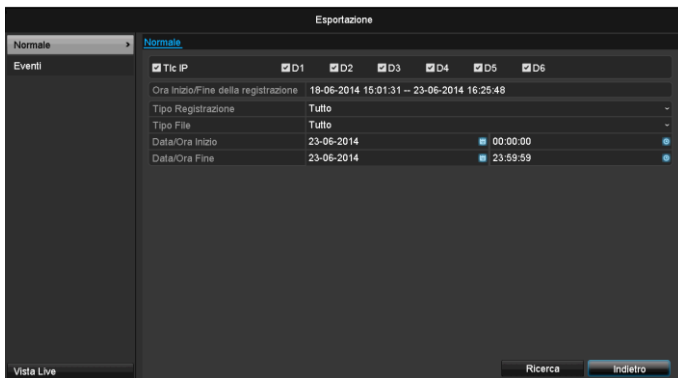 Esportazione
Normale
Normale
Eventi
Tlc IP D1 D2 D3 D4 D5 D6
Ora Inizio/Fine della registrazione 18-06-2014 15:01:31 -- 23-06-2014 16:25:48
Tipo Registrazione Tutto
Tipo File Tutto
Data/Ora Inizio 23-06-2014 00:00:00
Data/Ora Fine 23-06-2014 23:59:59
Ricerca Indietro
Vista Live